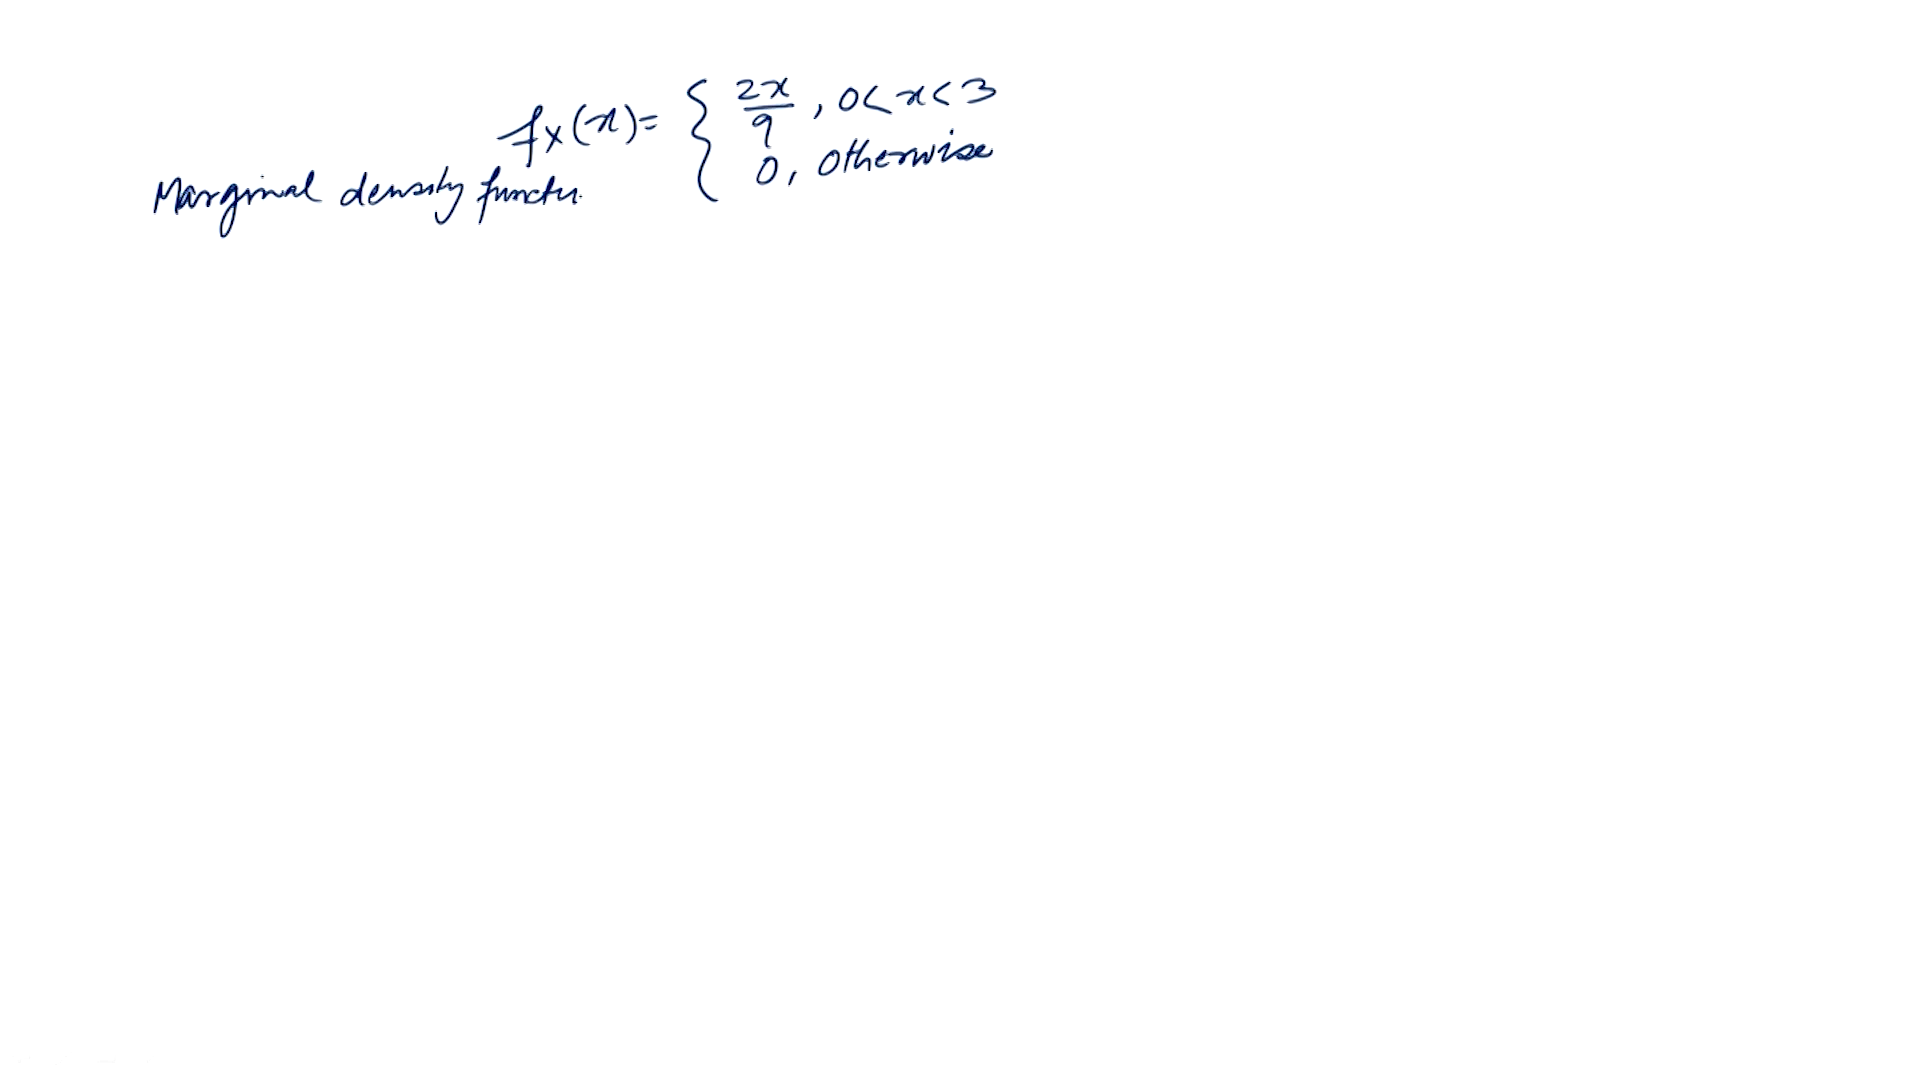 fx(x)= { 2x/9 , 0<x<3
0, otherwise
Marginal density functn.